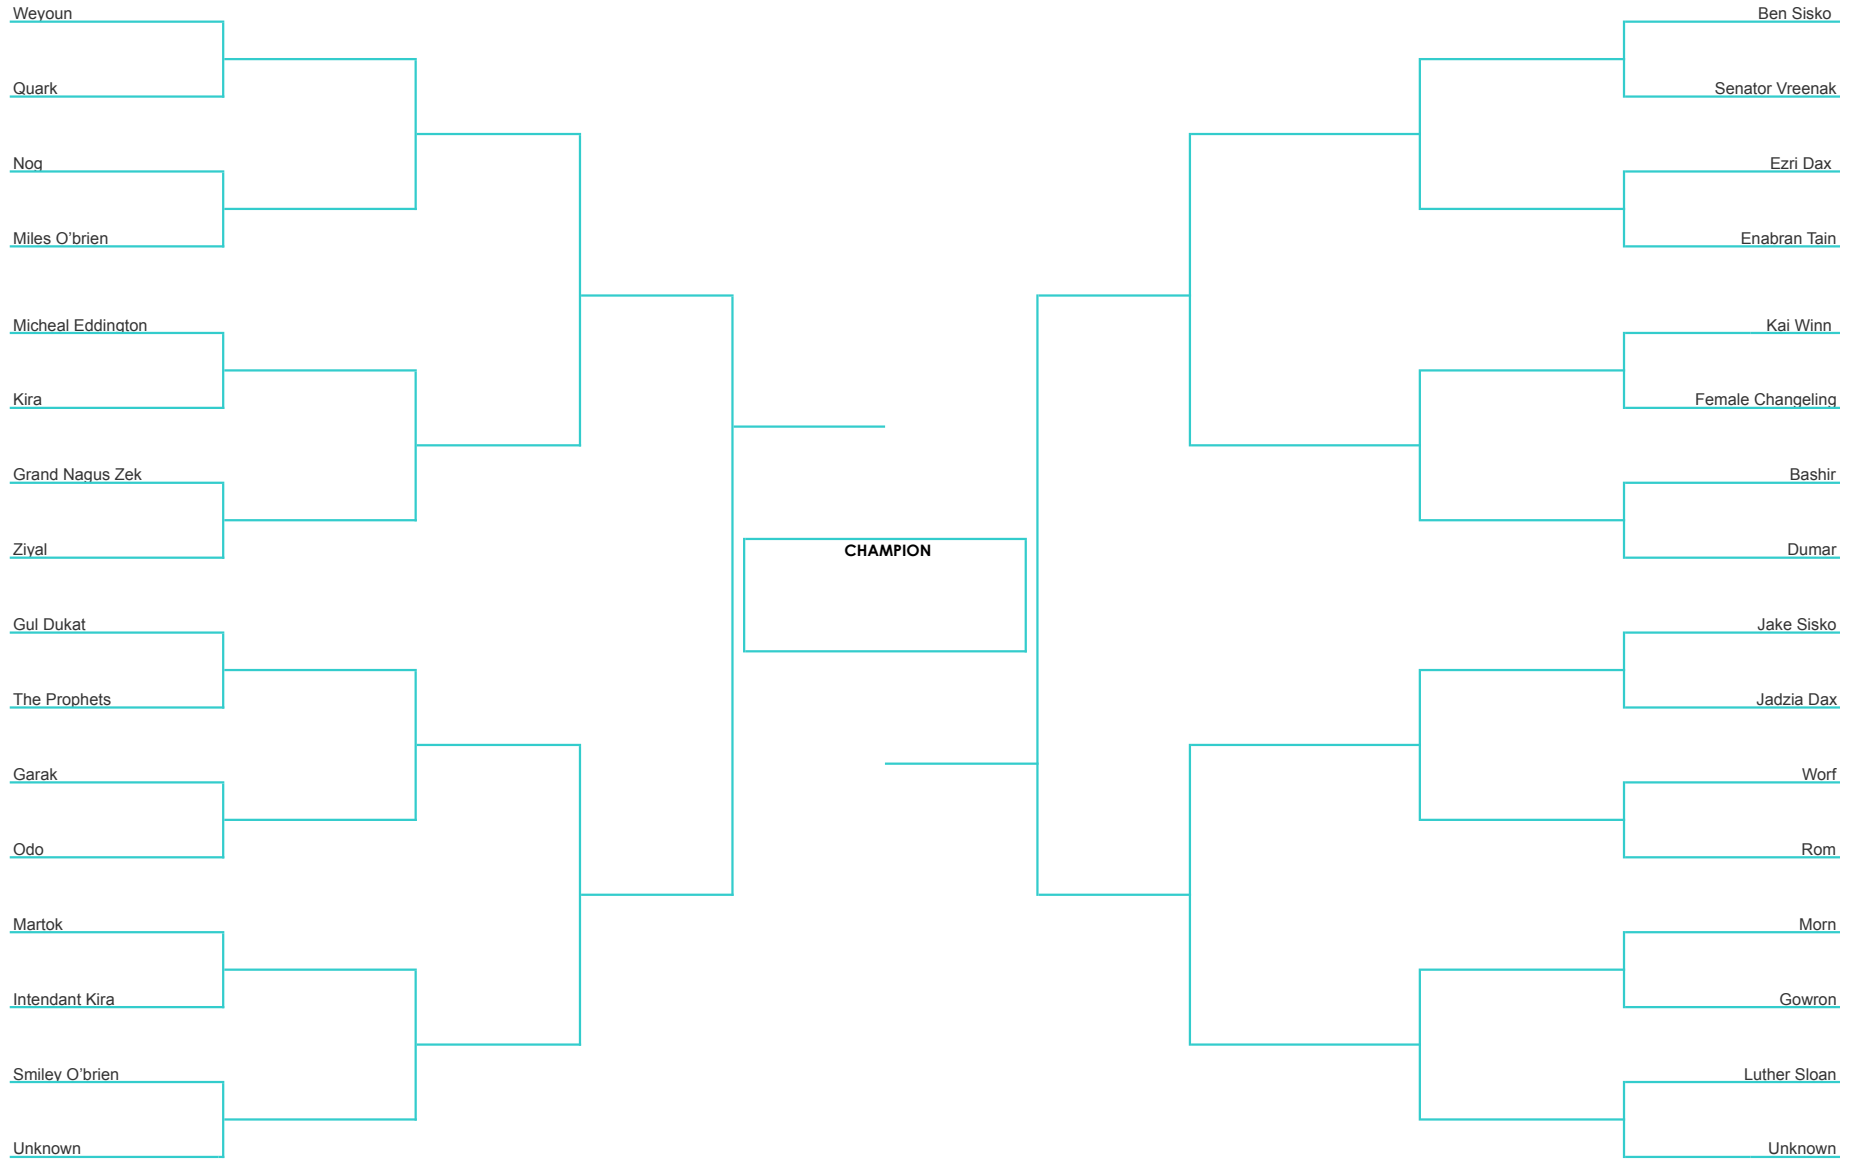 Weyoun
Quark
Nog
Miles O’brien
Micheal Eddington
Kira
Grand Nagus Zek
Ziyal
Gul Dukat
The Prophets
Garak
Odo
Martok
Intendant Kira
Smiley O’brien
Unknown
CHAMPION
Ben Sisko
Senator Vreenak
Ezri Dax
Enabran Tain
Kai Winn
Female Changeling
Bashir
Dumar
Jake Sisko
Jadzia Dax
Worf
Rom
Morn
Gowron
Luther Sloan
Unknown